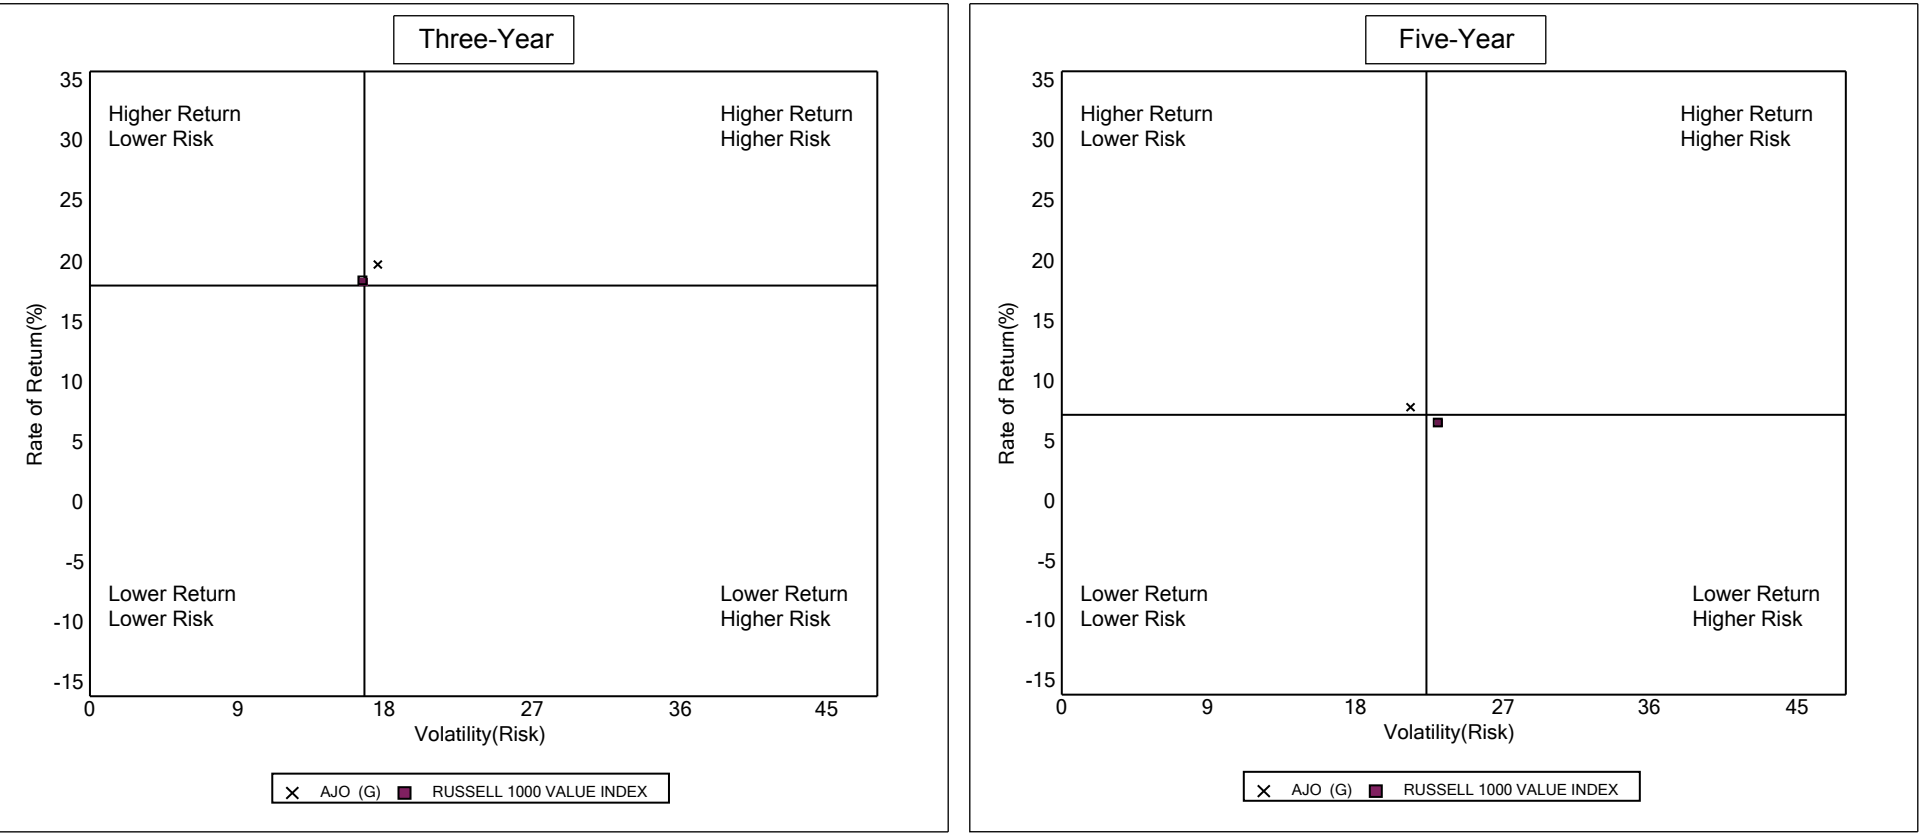 Three-Year
35
30
25
20
15
10
5
0
-5
-10
-15
Rate of Return(%)
Higher Return
Lower Risk
Higher Return
Higher Risk
Lower Return
Lower Risk
Lower Return
Higher Risk
0 9 18 27 36 45
Volatility(Risk)
AJO (G) RUSSELL 1000 VALUE INDEX
Five-Year
35
30
25
20
15
10
5
0
-5
-10
-15
Rate of Return(%)
Higher Return
Lower Risk
Higher Return
Higher Risk
Lower Return
Lower Risk
Lower Return
Higher Risk
0 9 18 27 36 45
Volatility(Risk)
AJO (G) RUSSELL 1000 VALUE INDEX